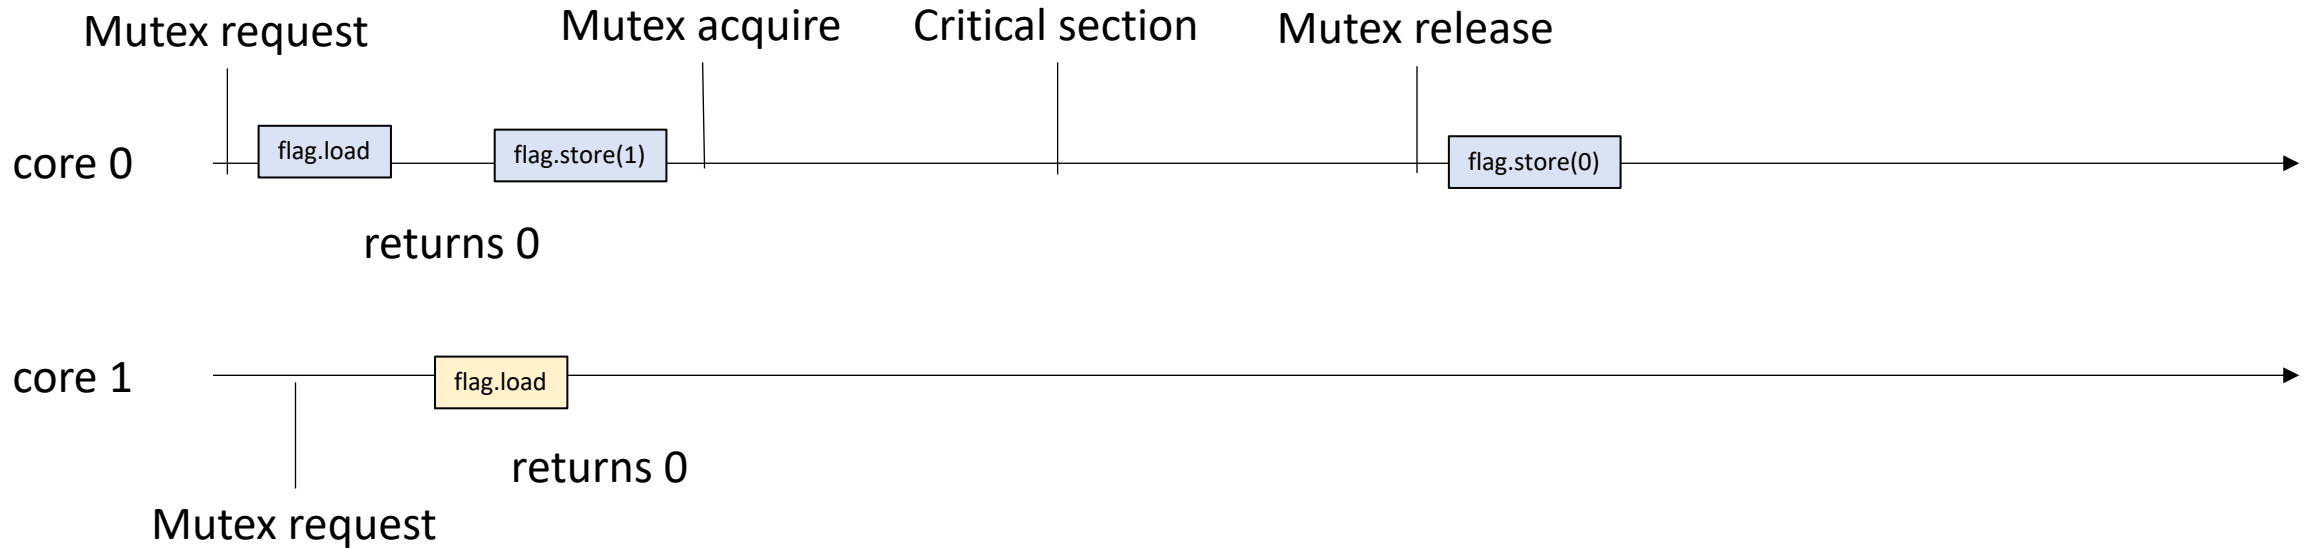 Mutex request
Mutex acquire
Critical section
Mutex release
core 0
flag.load
flag.store(1)
flag.store(0)
returns 0
core 1
flag.load
returns 0
Mutex request